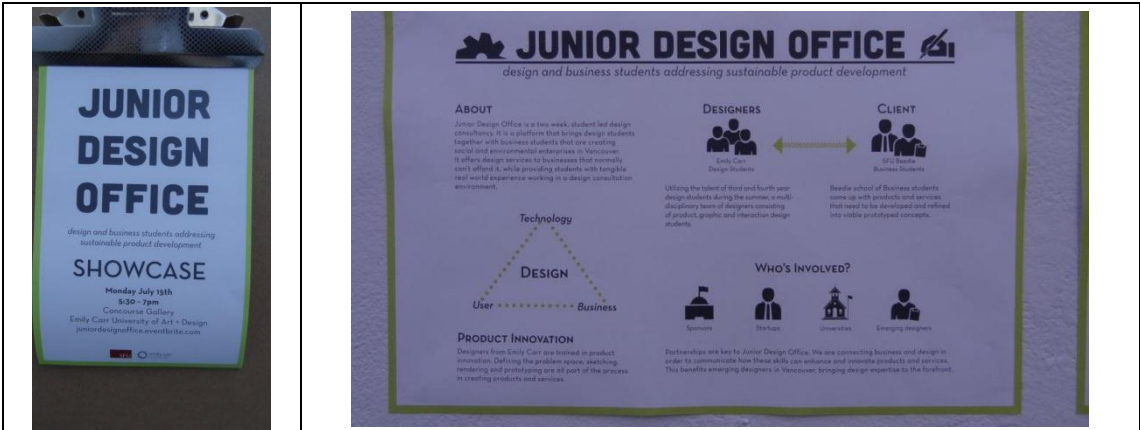 JUNIOR
DESIGN
OFFICE
design and business students addressing
sustainable product development
SHOWCASE
Monday July 15th
5:30 - 7pm
Concourse Gallery
Emily Carr University of Art + Design
juniordesignoffice.eventbrite.com
SFU
JUNIOR DESIGN OFFICE
design and business students addressing sustainable product development
ABOUT
Junior Design Office is a two week, student led design
consultancy. It is a platform that brings design students
together with business students that are creating
social and environmental enterprises in Vancouver.
It offers design services to businesses that normally
can't afford it, while providing students with tangible
real world experience working in a design consultation
environment.
Technology
DESIGN
User
Business
PRODUCT INNOVATION
Designers from Emily Carr are trained in product
innovation. Defining the problem space, sketching,
rendering and prototyping are all part of the process
in creating products and services.
DESIGNERS
Emily Carr
Design Students
Utilizing the talent of third and fourth year
design students during the summer, a multi-
disciplinary team of designers consisting
of product, graphic and interaction design
students.
CLIENT
SFU Beedie
Business Students
Beedie school of Business students
come up with products and services
that need to be developed and refined
into viable prototyped concepts.
WHO'S INVOLVED?
Sponsors
Startups
Universities
Emerging designers
Partnerships are key to Junior Design Office. We are connecting business and design in
order to communicate how these skills can enhance and innovate products and services.
This benefits emerging designers in Vancouver, bringing design expertise to the forefront.